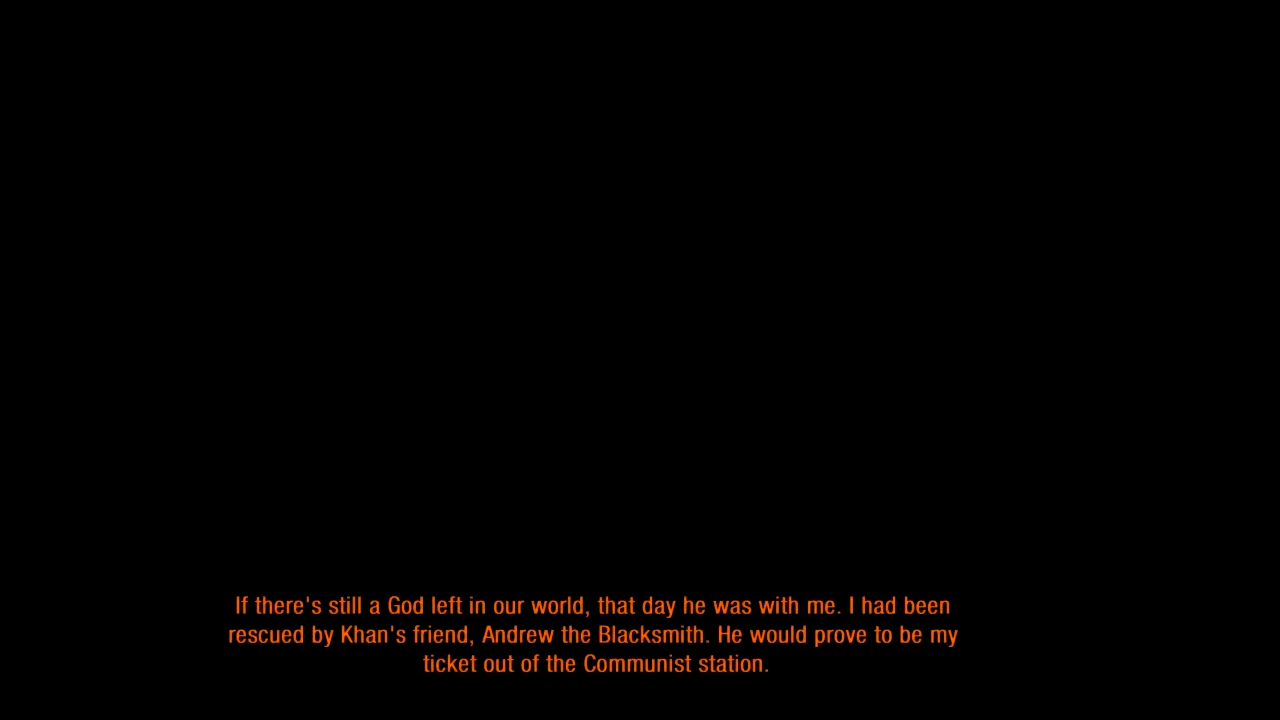 If there's still a God left in our world, that day he was with me. I had been
rescued by Khan's friend, Andrew the Blacksmith. He would prove to be my
ticket out of the Communist station.